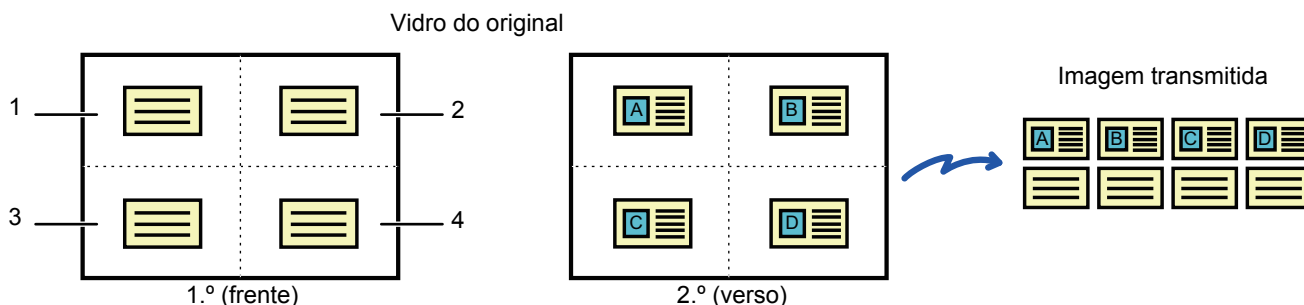 Vidro do original
Imagem transmitida
1
2
3
4
1.º (frente)
A
B
C
D
2.º (verso)
A B C D